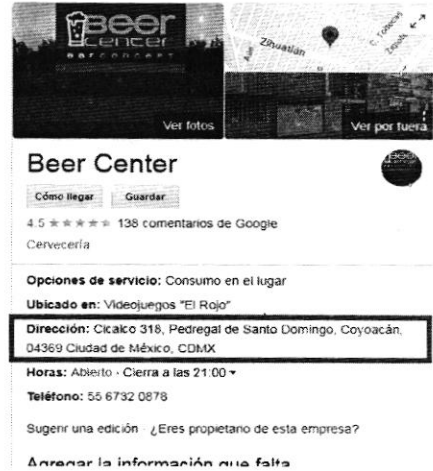 Beer
center
BAR CONCEPT
Zihuatlán
Ver fotos
Ver por fuera
Beer Center
Cómo llegar
Guardar
4.5 ★★★★★ 138 comentarios de Google
Cervecería
Opciones de servicio: Consumo en el lugar
Ubicado en: Videojuegos "El Rojo"
Dirección: Cicalco 318, Pedregal de Santo Domingo, Coyoacán,
04369 Ciudad de México, CDMX
Horas: Abierto · Cierra a las 21:00
Teléfono: 55 6732 0878
Sugerir una edición · ¿Eres propietario de esta empresa?
Agregar la información que falta